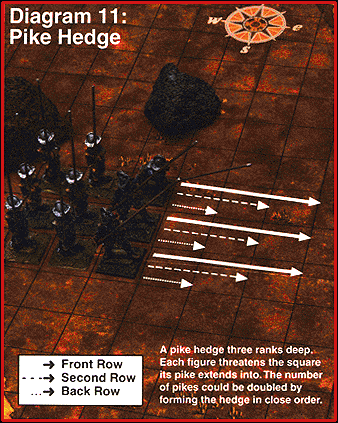 Diagram 11:
Pike Hedge
w
e
s
A pike hedge three ranks deep.
Each figure threatens the square
its pike extends into. The number
of pikes could be doubled by
forming the hedge in close order.
Front Row
Second Row
Back Row